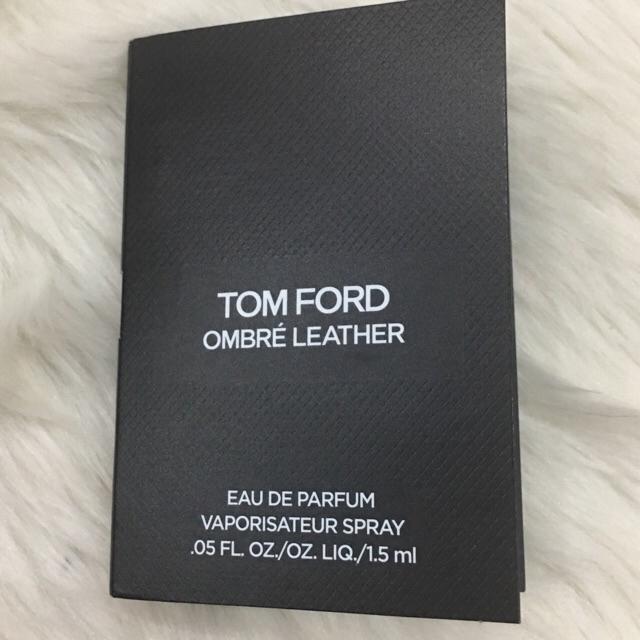 TOM FORD
OMBRÉ LEATHER
EAU DE PARFUM
VAPORISATEUR SPRAY
.05 FL. OZ./OZ. LIQ./1.5 ml